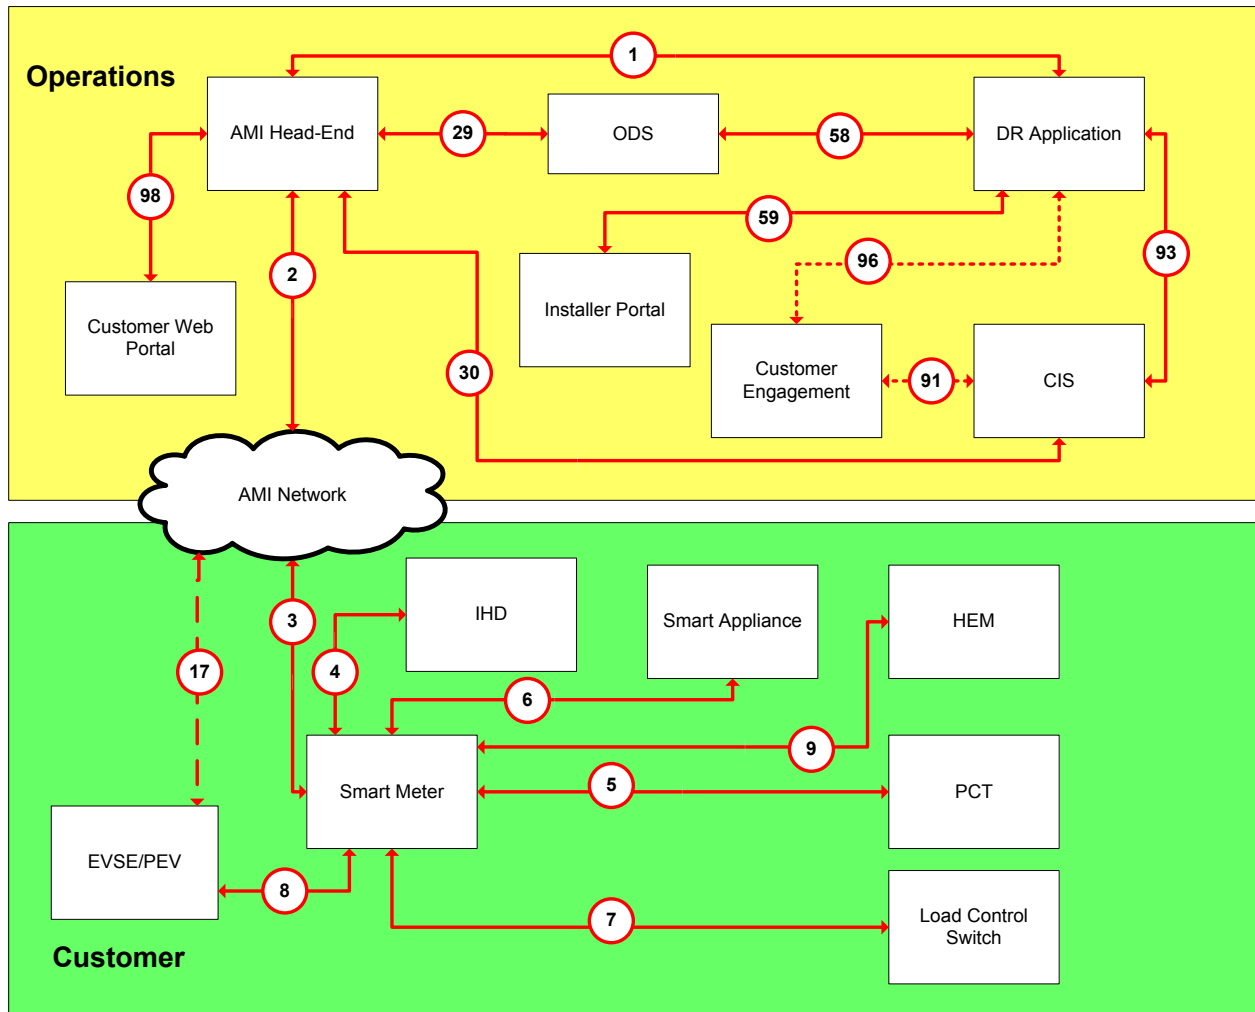 1
Operations
AMI Head-End
29
ODS
58
DR Application
98
59
2
96
93
Installer Portal
Customer Web
Portal
30
Customer
Engagement
91
CIS
AMI Network
3
4
IHD
Smart Appliance
HEM
17
6
9
Smart Meter
5
PCT
EVSE/PEV
8
7
Load Control
Switch
Customer